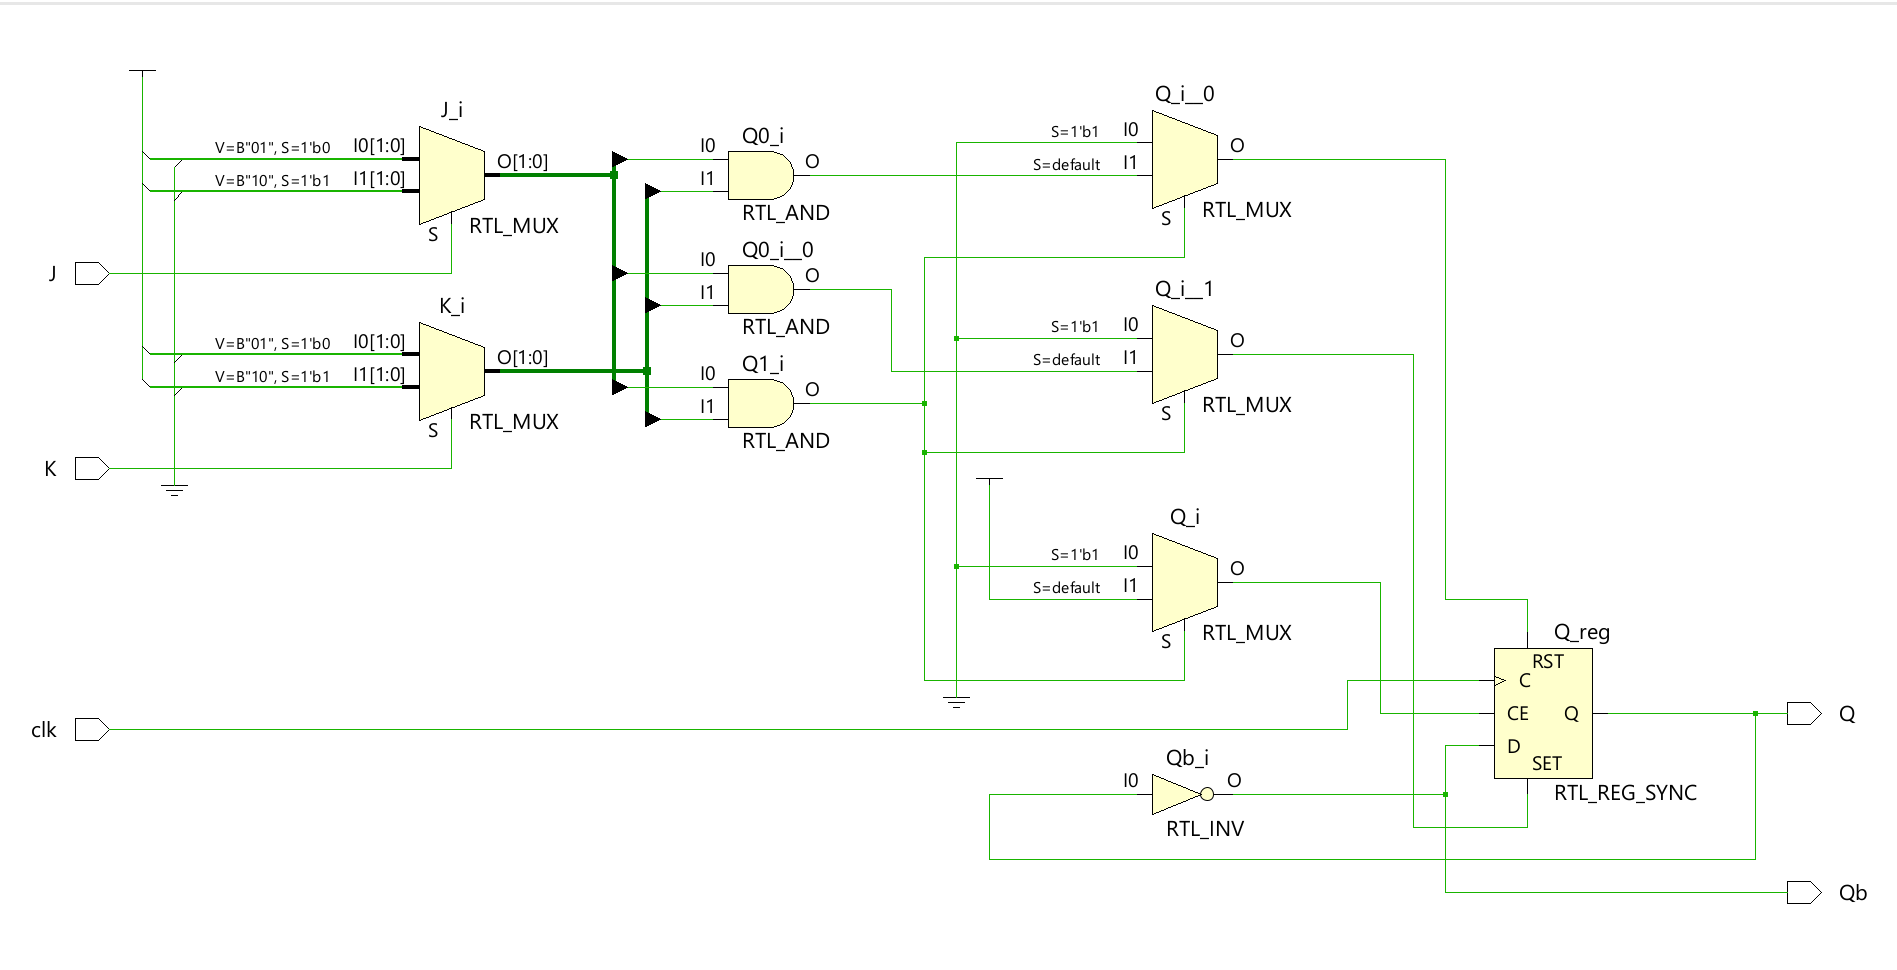 J_i
V=B"01", S=1'b0 I0[1:0]
V=B"10", S=1'b1 I1[1:0]
O[1:0]
S
RTL_MUX
J
K_i
V=B"01", S=1'b0 I0[1:0]
V=B"10", S=1'b1 I1[1:0]
O[1:0]
S
RTL_MUX
K
Q0_i
I0
I1
O
RTL_AND
Q0_i__0
I0
I1
O
RTL_AND
Q1_i
I0
I1
O
RTL_AND
Q_i__0
S=1'b1 I0
S=default I1
O
S
RTL_MUX
Q_i__1
S=1'b1 I0
S=default I1
O
S
RTL_MUX
Q_i
S=1'b1 I0
S=default I1
O
S
RTL_MUX
clk
Q_reg
RST
C
CE
Q
D
SET
RTL_REG_SYNC
Q
Qb_i
I0
O
RTL_INV
Qb